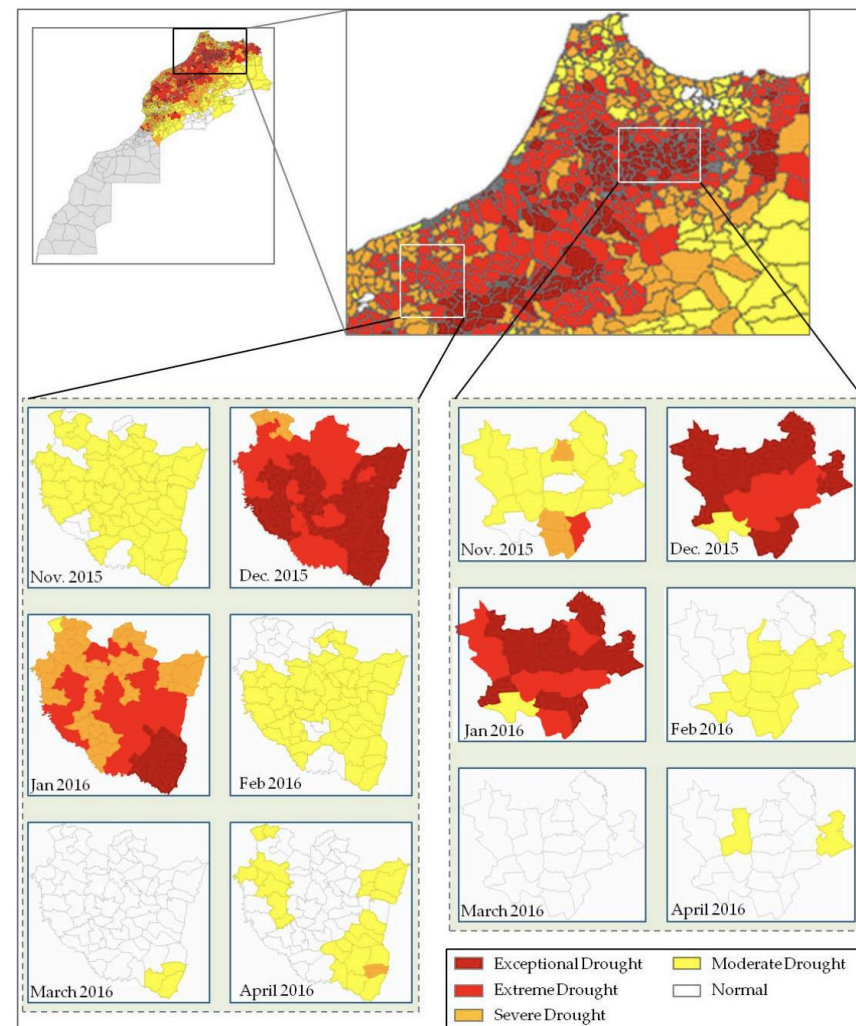 Nov. 2015
Dec. 2015
Jan 2016
Feb 2016
March 2016
April 2016
Nov. 2015
Dec. 2015
Jan 2016
Feb 2016
March 2016
April 2016
Exceptional Drought
Extreme Drought
Severe Drought
Moderate Drought
Normal